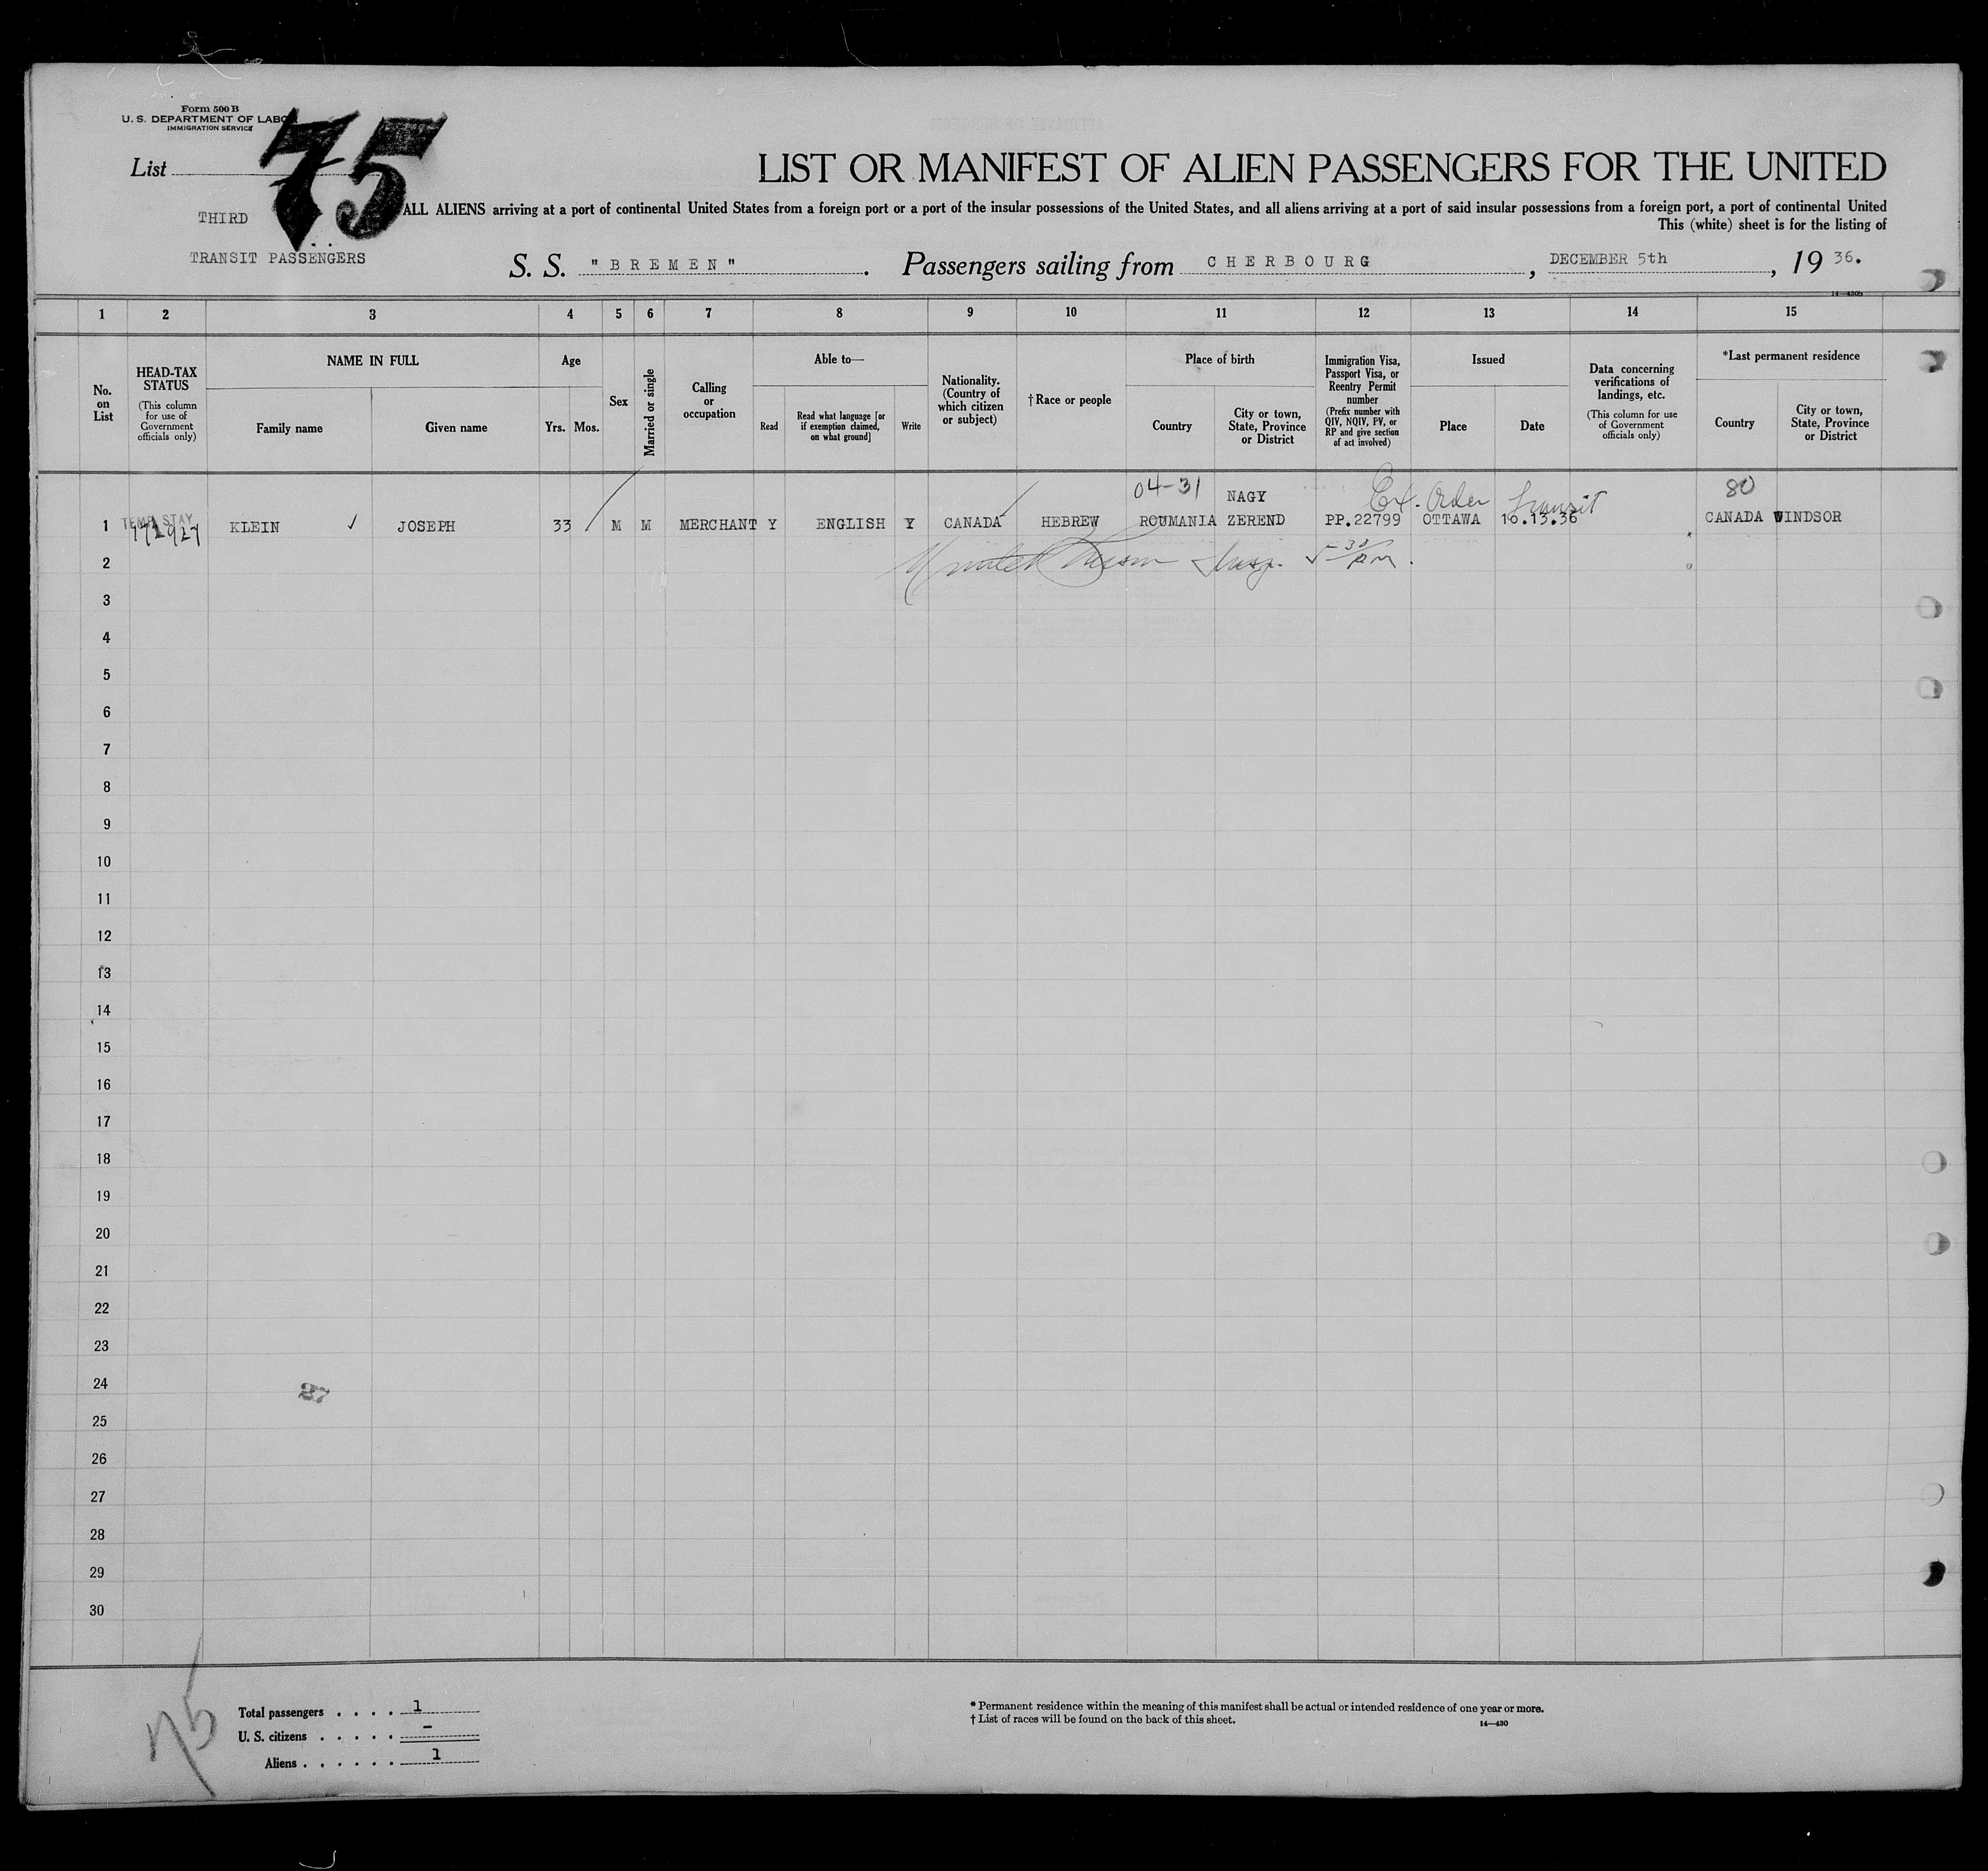 Form 500 B
U. S. DEPARTMENT OF LABOR
IMMIGRATION SERVICE
List 75
LIST OR MANIFEST OF ALIEN PASSENGERS FOR THE UNITED
THIRD
ALL ALIENS arriving at a port of continental United States from a foreign port or a port of the insular possessions of the United States, and all aliens arriving at a port of said insular possessions from a foreign port, a port of continental United
This (white) sheet is for the listing of
TRANSIT PASSENGERS
S. S. "BREMEN". Passengers sailing from CHERBOURG, DECEMBER 5th, 1936.
14—430b
1 2 3 4 5 6 7 8 9 10 11 12 13 14 15
No. on List
HEAD-TAX STATUS (This column for use of Government officials only)
NAME IN FULL
Family name
Given name
Age
Yrs. Mos.
Sex
Married or single
Calling or occupation
Able to—
Read
Read what language [or if exemption claimed, on what ground]
Write
Nationality. (Country of which citizen or subject)
†Race or people
Place of birth
Country
City or town, State, Province or District
Immigration Visa, Passport Visa, or Reentry Permit number (Prefix number with QIV, NQIV, PV, or RP and give section of act involved)
Issued
Place
Date
Data concerning verifications of landings, etc. (This column for use of Government officials only)
*Last permanent residence
Country
City or town, State, Province or District
04-31 NAGY Ex. Order Transit 80
TEMP STAY
1 KLEIN ✓ JOSEPH 33 M M MERCHANT Y ENGLISH Y CANADA HEBREW ROUMANIA ZEREND PP.22799 OTTAWA 10.13.36 CANADA WINDSOR
2 Insp. 5 30/PM.
3
4
5
6
7
8
9
10
11
12
13
14
15
16
17
18
19
20
21
22
23
24
27
25
26
27
28
29
30
Total passengers . . . . 1
U. S. citizens . . . . . –
Aliens . . . . . . 1
* Permanent residence within the meaning of this manifest shall be actual or intended residence of one year or more.
† List of races will be found on the back of this sheet.
14—430